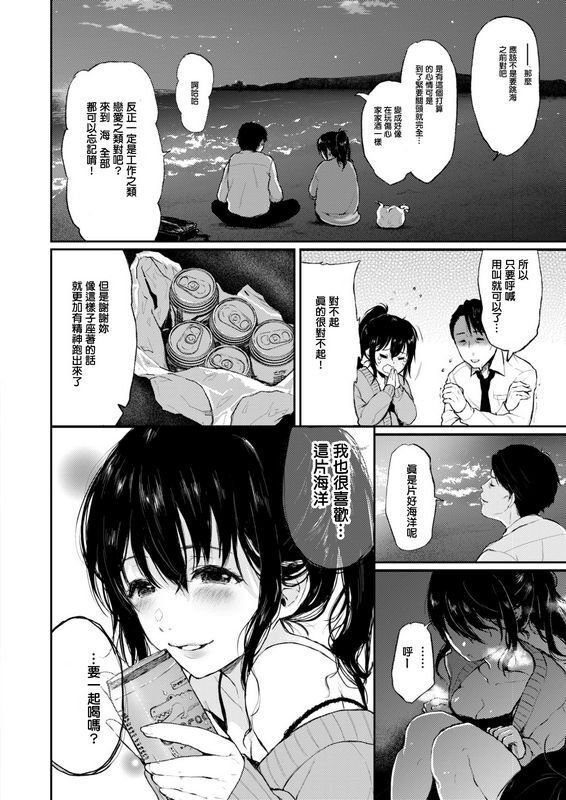 ───那麼
應該不是要跳海
之前對吧
是有這個打算
的心情可是
到了緊要關頭就完全…
變成好像
在玩傷心
家家酒一樣
啊哈哈
反正一定是工作之類
戀愛之類對吧？
來到 海 全部
都可以忘記唷！
所以
只要呼喊
用叫就可以了…
對不起
真的很對不起！
但是謝謝妳
像這樣子座著的話
就更加有精神跑出來了
真是片好海洋呢
……
呼ー
我也很喜歡…
這片海洋
…要一起喝嗎？